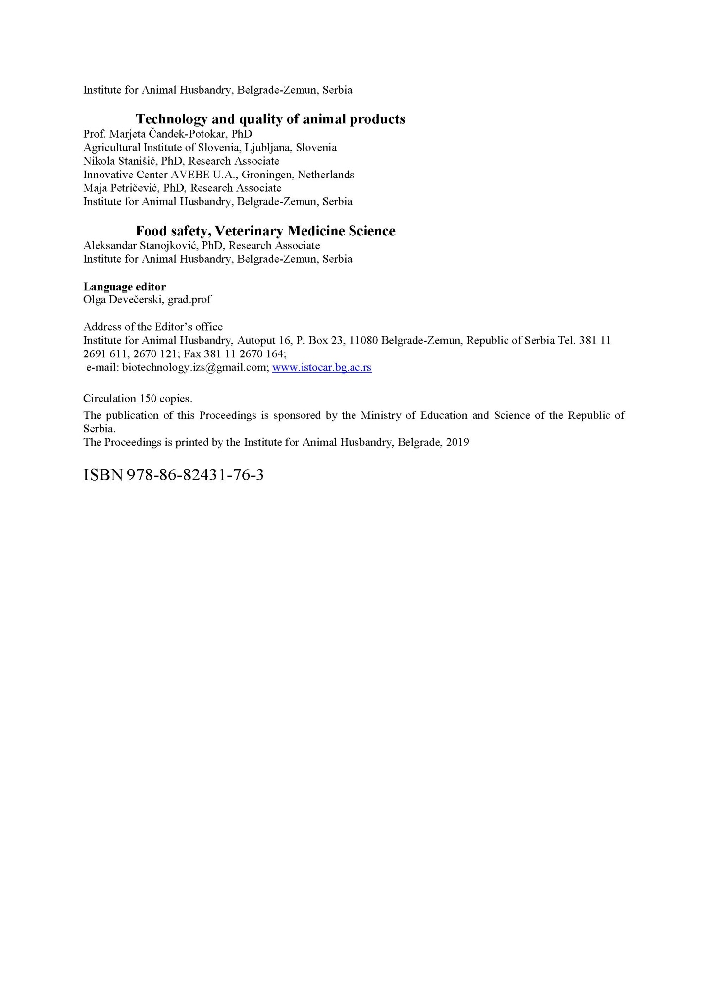 Institute for Animal Husbandry, Belgrade-Zemun, Serbia
Technology and quality of animal products
Prof. Marjeta Čandek-Potokar, PhD
Agricultural Institute of Slovenia, Ljubljana, Slovenia
Nikola Stanišić, PhD, Research Associate
Innovative Center AVEBE U.A., Groningen, Netherlands
Maja Petričević, PhD, Research Associate
Institute for Animal Husbandry, Belgrade-Zemun, Serbia
Food safety, Veterinary Medicine Science
Aleksandar Stanojković, PhD, Research Associate
Institute for Animal Husbandry, Belgrade-Zemun, Serbia
Language editor
Olga Devečerski, grad.prof
Address of the Editor’s office
Institute for Animal Husbandry, Autoput 16, P. Box 23, 11080 Belgrade-Zemun, Republic of Serbia Tel. 381 11
2691 611, 2670 121; Fax 381 11 2670 164;
e-mail: biotechnology.izs@gmail.com; www.istocar.bg.ac.rs
Circulation 150 copies.
The publication of this Proceedings is sponsored by the Ministry of Education and Science of the Republic of
Serbia.
The Proceedings is printed by the Institute for Animal Husbandry, Belgrade, 2019
ISBN 978-86-82431-76-3